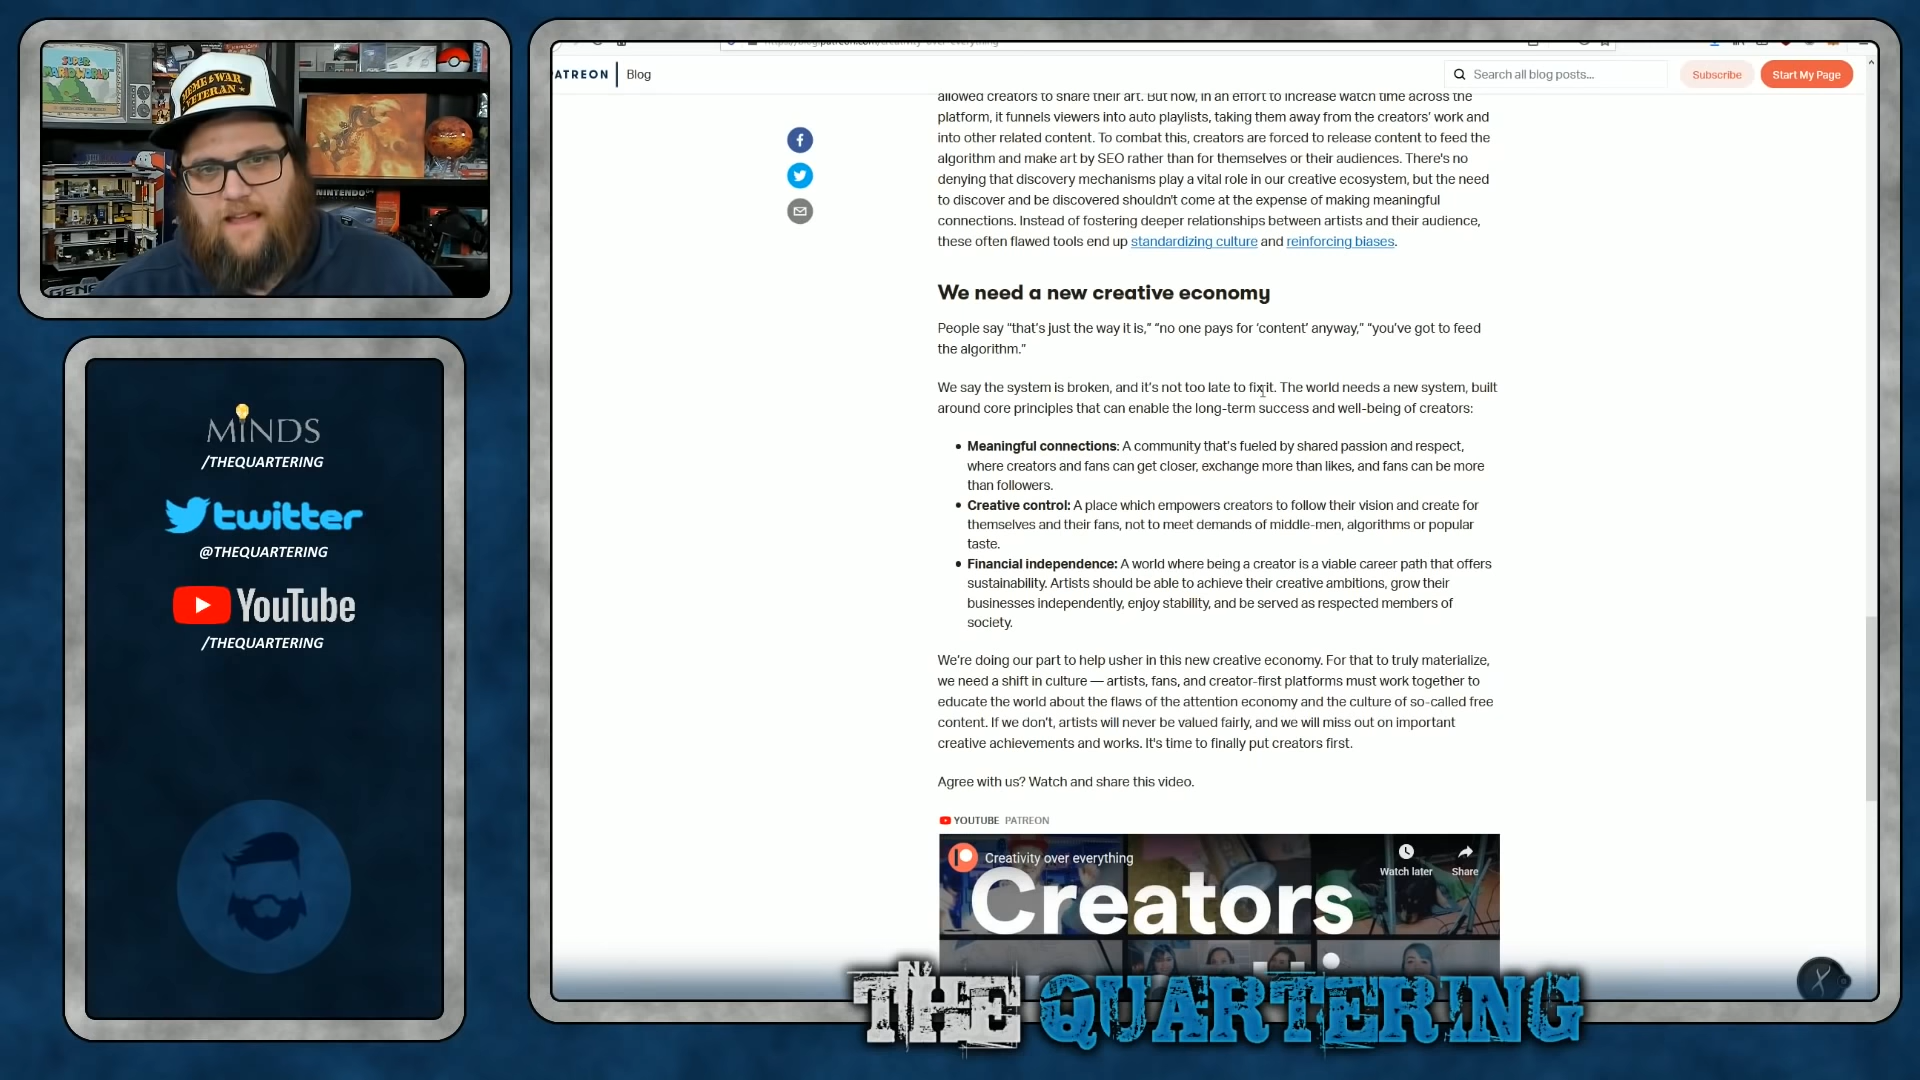 SUPER
MARIO WORLD
MEME WAR
VETERAN
NINTENDO
GENE
MINDS
/THEQUARTERING
twitter
@THEQUARTERING
YouTube
/THEQUARTERING
ATREON
Blog
Search all blog posts...
Subscribe
Start My Page
allowed creators to share their art. But now, in an effort to increase watch time across the
platform, it funnels viewers into auto playlists, taking them away from the creators’ work and
into other related content. To combat this, creators are forced to release content to feed the
algorithm and make art by SEO rather than for themselves or their audiences. There's no
denying that discovery mechanisms play a vital role in our creative ecosystem, but the need
to discover and be discovered shouldn't come at the expense of making meaningful
connections. Instead of fostering deeper relationships between artists and their audience,
these often flawed tools end up standardizing culture and reinforcing biases.
We need a new creative economy
People say “that’s just the way it is,” “no one pays for ‘content’ anyway,” “you’ve got to feed
the algorithm.”
We say the system is broken, and it’s not too late to fix it. The world needs a new system, built
around core principles that can enable the long-term success and well-being of creators:
• Meaningful connections: A community that’s fueled by shared passion and respect,
where creators and fans can get closer, exchange more than likes, and fans can be more
than followers.
• Creative control: A place which empowers creators to follow their vision and create for
themselves and their fans, not to meet demands of middle-men, algorithms or popular
taste.
• Financial independence: A world where being a creator is a viable career path that offers
sustainability. Artists should be able to achieve their creative ambitions, grow their
businesses independently, enjoy stability, and be served as respected members of
society.
We’re doing our part to help usher in this new creative economy. For that to truly materialize,
we need a shift in culture — artists, fans, and creator-first platforms must work together to
educate the world about the flaws of the attention economy and the culture of so-called free
content. If we don’t, artists will never be valued fairly, and we will miss out on important
creative achievements and works. It's time to finally put creators first.
Agree with us? Watch and share this video.
YOUTUBE PATREON
Creativity over everything
Watch later
Share
Creators
THE QUARTERING